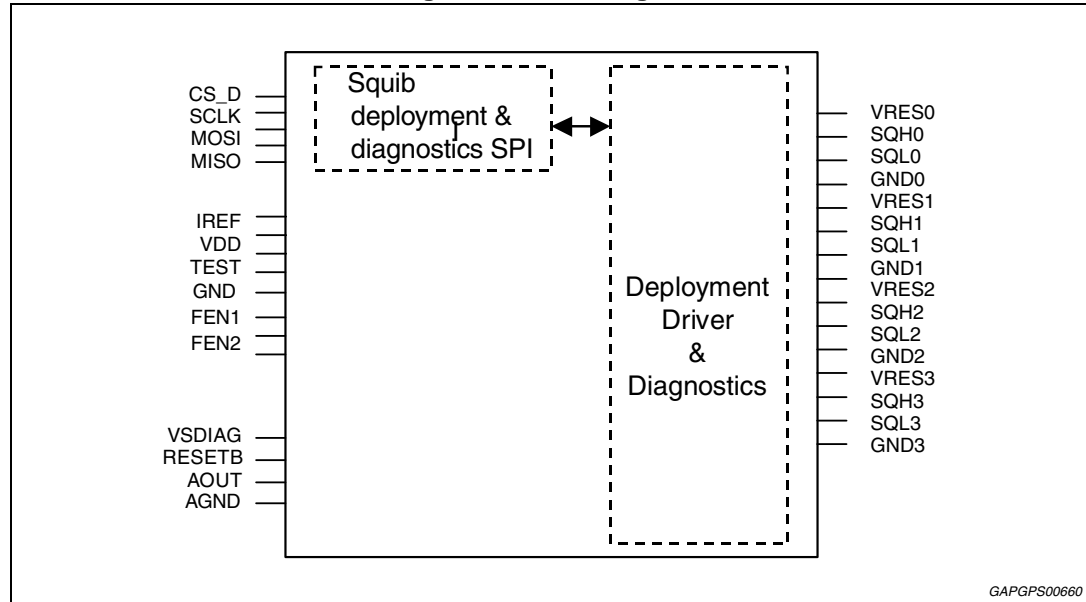 CS_D
SCLK
MOSI
MISO
IREF
VDD
TEST
GND
FEN1
FEN2
VSDIAG
RESETB
AOUT
AGND
Squib
deployment &
diagnostics SPI
Deployment
Driver
&
Diagnostics
VRES0
SQH0
SQL0
GND0
VRES1
SQH1
SQL1
GND1
VRES2
SQH2
SQL2
GND2
VRES3
SQH3
SQL3
GND3
GAPGPS00660